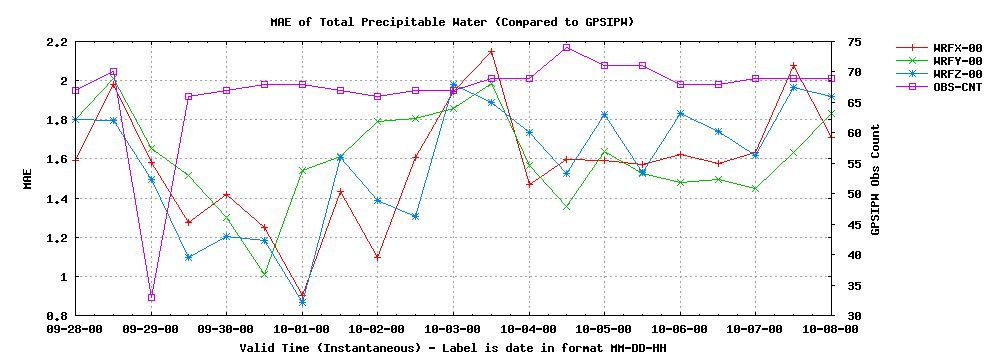 MAE of Total Precipitable Water (Compared to GPSIPW)
WRFX-00
WRFY-00
WRFZ-00
OBS-CNT
2.2
2
1.8
1.6
1.4
1.2
1
0.8
MAE
75
70
65
60
55
50
45
40
35
30
GPSIPW Obs Count
09-28-00 09-29-00 09-30-00 10-01-00 10-02-00 10-03-00 10-04-00 10-05-00 10-06-00 10-07-00 10-08-00
Valid Time (Instantaneous) - Label is date in format MM-DD-HH